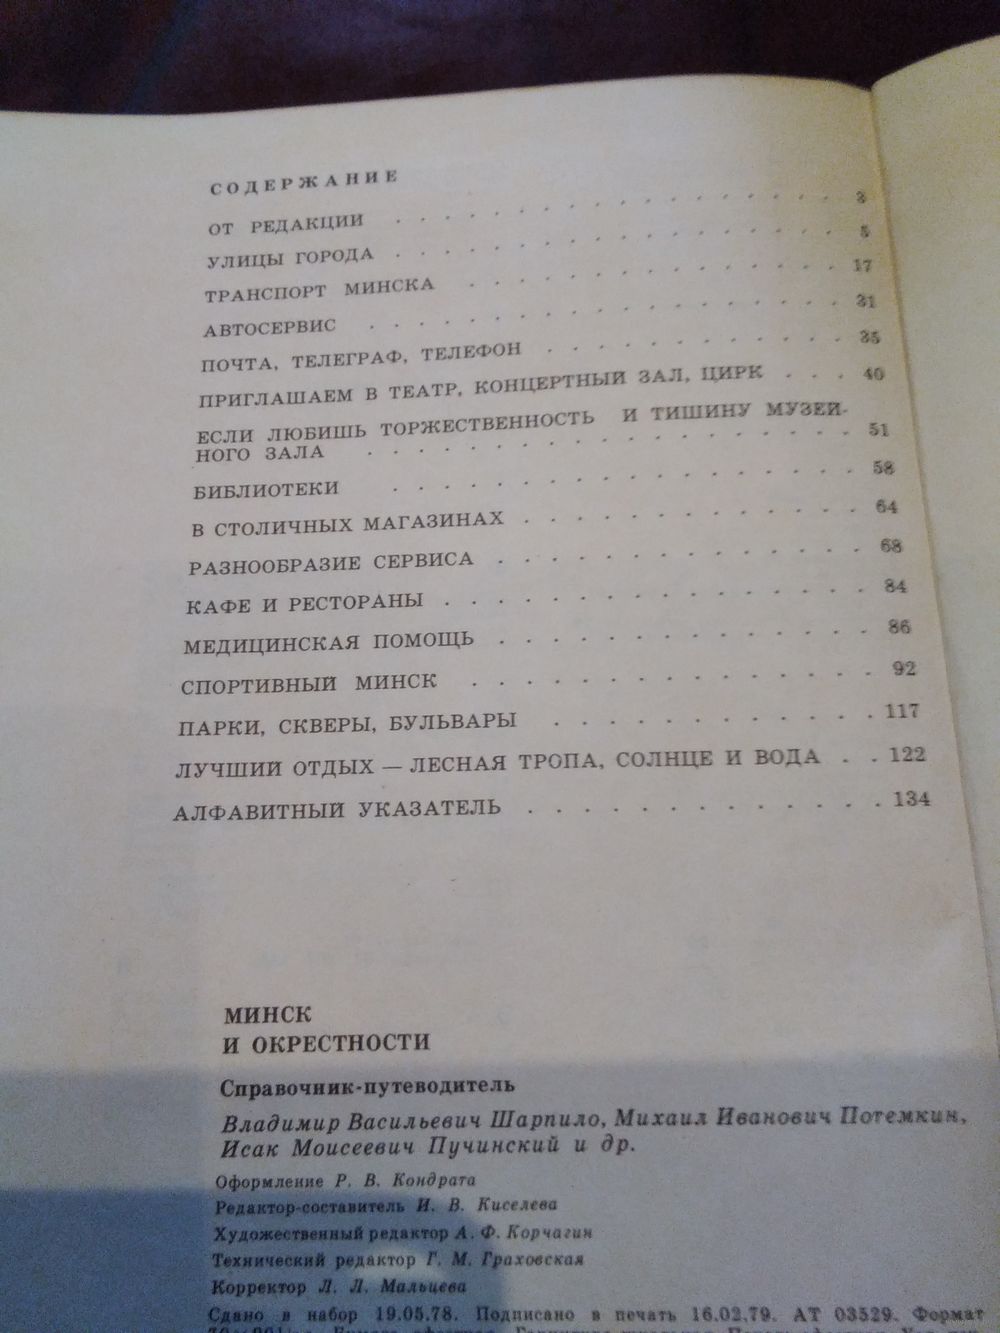 СОДЕРЖАНИЕ
ОТ РЕДАКЦИИ . . . . . . . . . . . . . . . . . . . 3
УЛИЦЫ ГОРОДА . . . . . . . . . . . . . . . . . . 5
ТРАНСПОРТ МИНСКА . . . . . . . . . . . . . . . 17
АВТОСЕРВИС . . . . . . . . . . . . . . . . . . . 31
ПОЧТА, ТЕЛЕГРАФ, ТЕЛЕФОН . . . . . . . . . . . . 35
ПРИГЛАШАЕМ В ТЕАТР, КОНЦЕРТНЫЙ ЗАЛ, ЦИРК . . . 40
ЕСЛИ ЛЮБИШЬ ТОРЖЕСТВЕННОСТЬ И ТИШИНУ МУЗЕЙ-
НОГО ЗАЛА . . . . . . . . . . . . . . . . . . . 51
БИБЛИОТЕКИ . . . . . . . . . . . . . . . . . . 58
В СТОЛИЧНЫХ МАГАЗИНАХ . . . . . . . . . . . . . 64
РАЗНООБРАЗИЕ СЕРВИСА . . . . . . . . . . . . . 68
КАФЕ И РЕСТОРАНЫ . . . . . . . . . . . . . . . 84
МЕДИЦИНСКАЯ ПОМОЩЬ . . . . . . . . . . . . . 86
СПОРТИВНЫЙ МИНСК . . . . . . . . . . . . . . 92
ПАРКИ, СКВЕРЫ, БУЛЬВАРЫ . . . . . . . . . . . 117
ЛУЧШИЙ ОТДЫХ — ЛЕСНАЯ ТРОПА, СОЛНЦЕ И ВОДА . . 122
АЛФАВИТНЫЙ УКАЗАТЕЛЬ . . . . . . . . . . . . . 134
МИНСК
И ОКРЕСТНОСТИ
Справочник-путеводитель
Владимир Васильевич Шарпило, Михаил Иванович Потемкин,
Исак Моисеевич Пучинский и др.
Оформление Р. В. Кондрата
Редактор-составитель И. В. Киселева
Художественный редактор А. Ф. Корчагин
Технический редактор Г. М. Граховская
Корректор Л. Л. Мальцева
Сдано в набор 19.05.78. Подписано в печать 16.02.79. АТ 03529. Формат